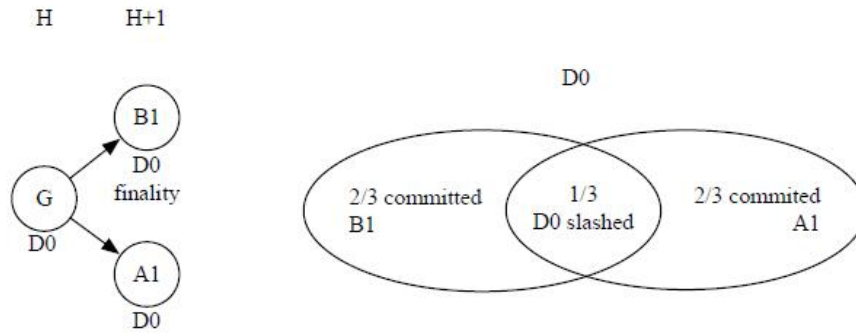 H H+1
B1
D0
finality
G
D0
A1
D0
D0
2/3 committed
B1
1/3
D0 slashed
2/3 commited
A1